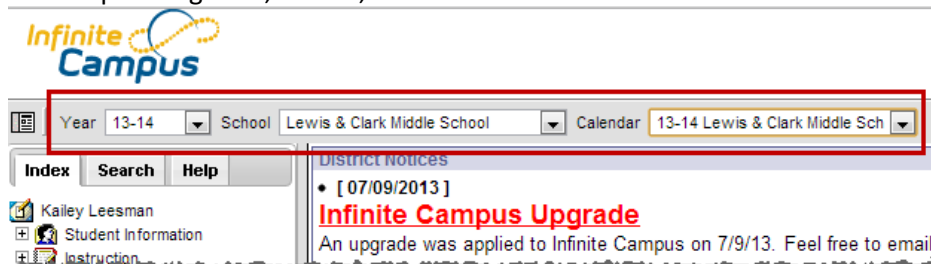 Infinite
Campus
Year 13-14 School Lewis & Clark Middle School Calendar 13-14 Lewis & Clark Middle Sch
Index Search Help
District Notices
• [ 07/09/2013 ]
Kailey Leesman
Infinite Campus Upgrade
Student Information
An upgrade was applied to Infinite Campus on 7/9/13. Feel free to email
Instruction